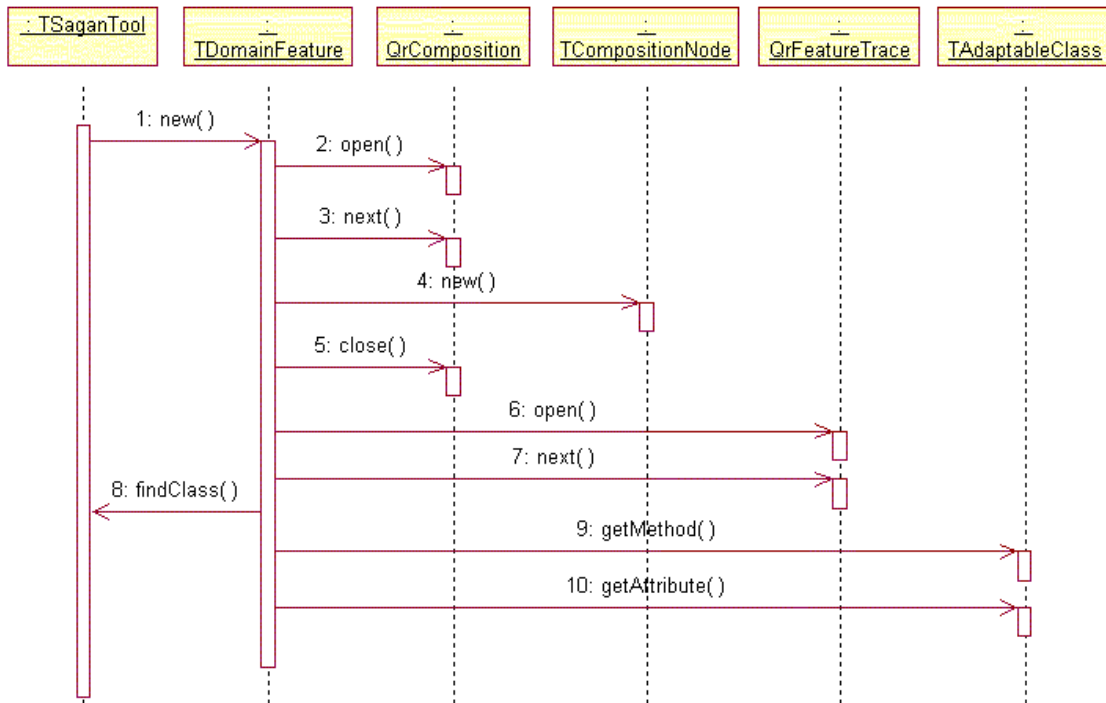 : TSaganTool
:
TDomainFeature
:
QrComposition
:
TCompositionNode
:
QrFeatureTrace
:
TAdaptableClass
1: new( )
2: open( )
3: next( )
4: new( )
5: close( )
6: open( )
7: next( )
8: findClass( )
9: getMethod( )
10: getAttribute( )